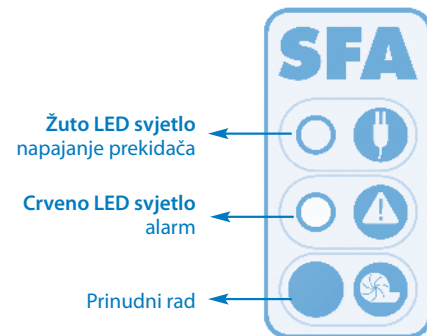 SFA
Žuto LED svjetlo
napajanje prekidača
Crveno LED svjetlo
alarm
Prinudni rad